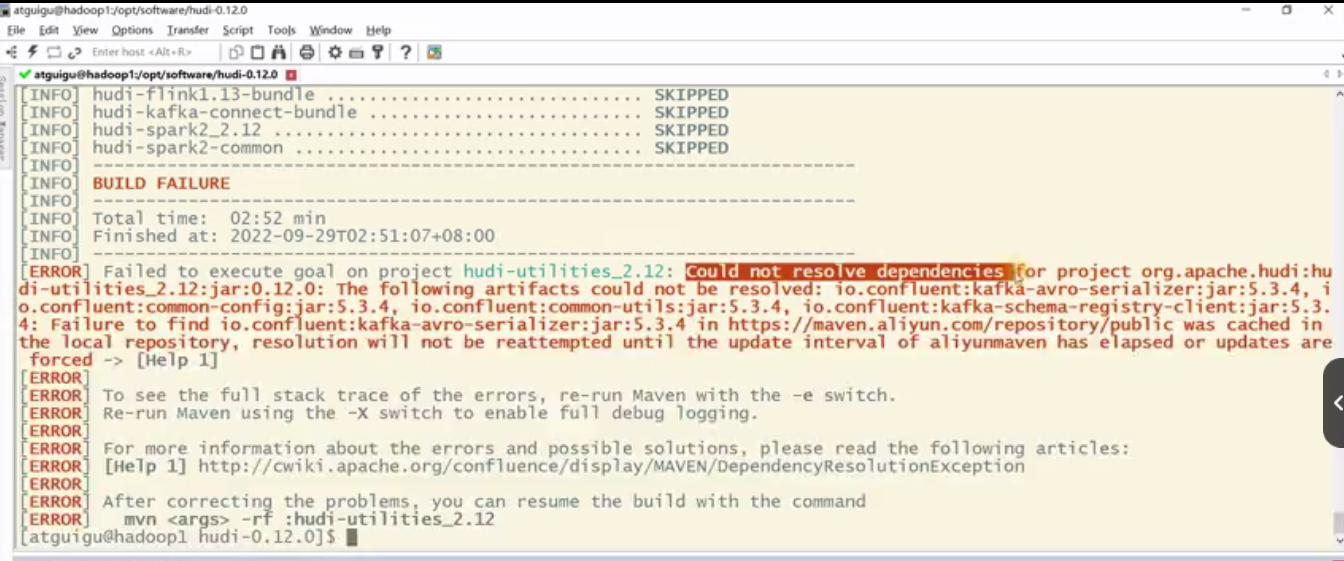 atguigu@hadoop1:/opt/software/hudi-0.12.0
File Edit View Options Transfer Script Tools Window Help
Enter host <Alt+R>
atguigu@hadoop1:/opt/software/hudi-0.12.0
Session Manager
[INFO] hudi-flink1.13-bundle .............................. SKIPPED
[INFO] hudi-kafka-connect-bundle .......................... SKIPPED
[INFO] hudi-spark2_2.12 ................................... SKIPPED
[INFO] hudi-spark2-common ................................. SKIPPED
[INFO] ------------------------------------------------------------------------
[INFO] BUILD FAILURE
[INFO] ------------------------------------------------------------------------
[INFO] Total time:  02:52 min
[INFO] Finished at: 2022-09-29T02:51:07+08:00
[INFO] ------------------------------------------------------------------------
[ERROR] Failed to execute goal on project hudi-utilities_2.12: Could not resolve dependencies for project org.apache.hudi:hu
di-utilities_2.12:jar:0.12.0: The following artifacts could not be resolved: io.confluent:kafka-avro-serializer:jar:5.3.4, i
o.confluent:common-config:jar:5.3.4, io.confluent:common-utils:jar:5.3.4, io.confluent:kafka-schema-registry-client:jar:5.3.
4: Failure to find io.confluent:kafka-avro-serializer:jar:5.3.4 in https://maven.aliyun.com/repository/public was cached in
the local repository, resolution will not be reattempted until the update interval of aliyunmaven has elapsed or updates are
forced -> [Help 1]
[ERROR]
[ERROR] To see the full stack trace of the errors, re-run Maven with the -e switch.
[ERROR] Re-run Maven using the -X switch to enable full debug logging.
[ERROR]
[ERROR] For more information about the errors and possible solutions, please read the following articles:
[ERROR] [Help 1] http://cwiki.apache.org/confluence/display/MAVEN/DependencyResolutionException
[ERROR]
[ERROR] After correcting the problems, you can resume the build with the command
[ERROR]   mvn <args> -rf :hudi-utilities_2.12
[atguigu@hadoop1 hudi-0.12.0]$